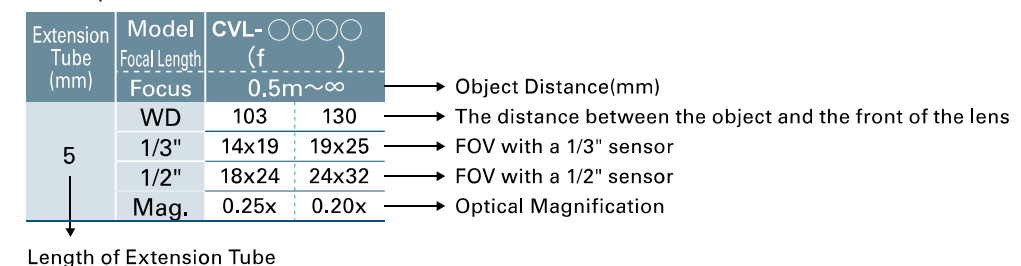 Extension Tube (mm) Model Focal Length CVL-○○○○ (f )
Focus 0.5m~∞ Object Distance(mm)
5 WD 103 130 The distance between the object and the front of the lens
1/3" 14x19 19x25 FOV with a 1/3" sensor
1/2" 18x24 24x32 FOV with a 1/2" sensor
Mag. 0.25x 0.20x Optical Magnification
Length of Extension Tube